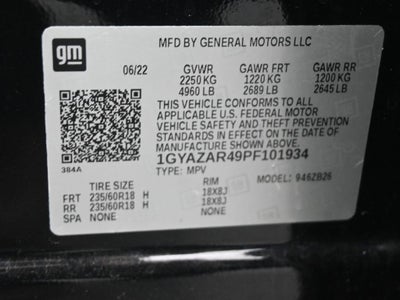 gm
MFD BY GENERAL MOTORS LLC
06/22 GVWR GAWR FRT GAWR RR
2250 KG 1220 KG 1200 KG
4960 LB 2689 LB 2645 LB
THIS VEHICLE CONFORMS TO ALL
APPLICABLE U.S. FEDERAL MOTOR
VEHICLE SAFETY, BUMPER, AND THEFT
PREVENTION STANDARDS IN EFFECT ON
THE DATE OF MANUFACTURE SHOWN ABOVE.
384A 1GYAZAR49PF101934
TYPE: MPV MODEL: 946ZB26
TIRE SIZE RIM
FRT 235/60R18 H 18X8J
RR 235/60R18 H 18X8J
SPA NONE NONE